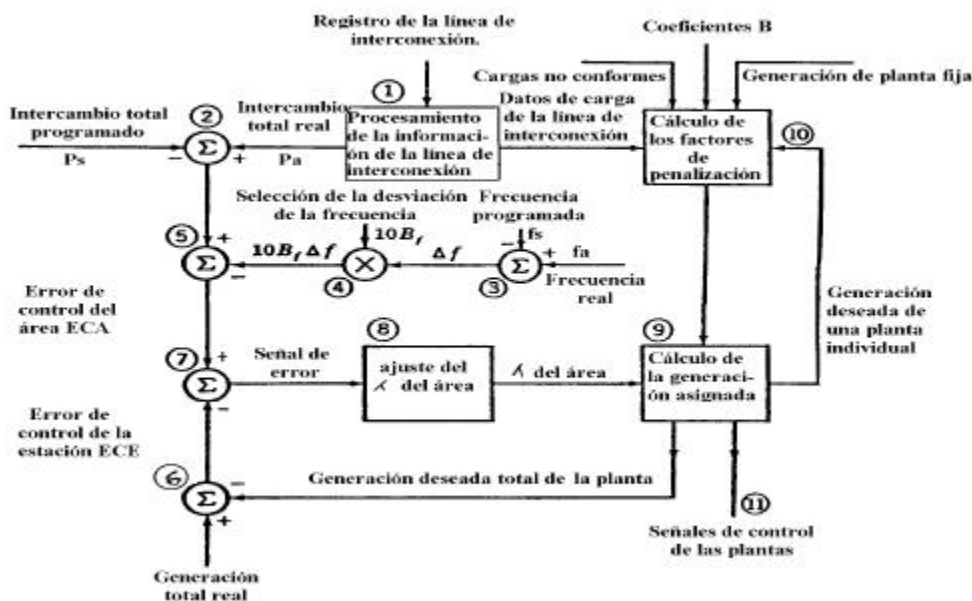 Registro de la línea de
interconexión.
Coeficientes B
Cargas no conformes
Generación de planta fija
①
Intercambio total
programado
Ps
②
Σ
−
+
Intercambio
total real
Pa
Procesamiento
de la informaci-
ón de la línea de
interconexión
Datos de carga
de la línea de
interconexión
Cálculo de
los factores
de
penalización
⑩
Selección de la desviación
de la frecuencia
10B_f
Frecuencia
programada
fs
⑤
Σ
+
−
10B_f Δf
×
④
Δf
③
Σ
−
+
fa
Frecuencia
real
Error de
control del
área ECA
Generación
deseada de
una planta
individual
⑦
Σ
+
−
Señal de
error
⑧
ajuste del
λ del área
λ del área
⑨
Cálculo de
la generaci-
ón asignada
Error de
control de la
estación ECE
⑥
Σ
−
+
Generación deseada total de la planta
⑪
Señales de control
de las plantas
Generación
total real